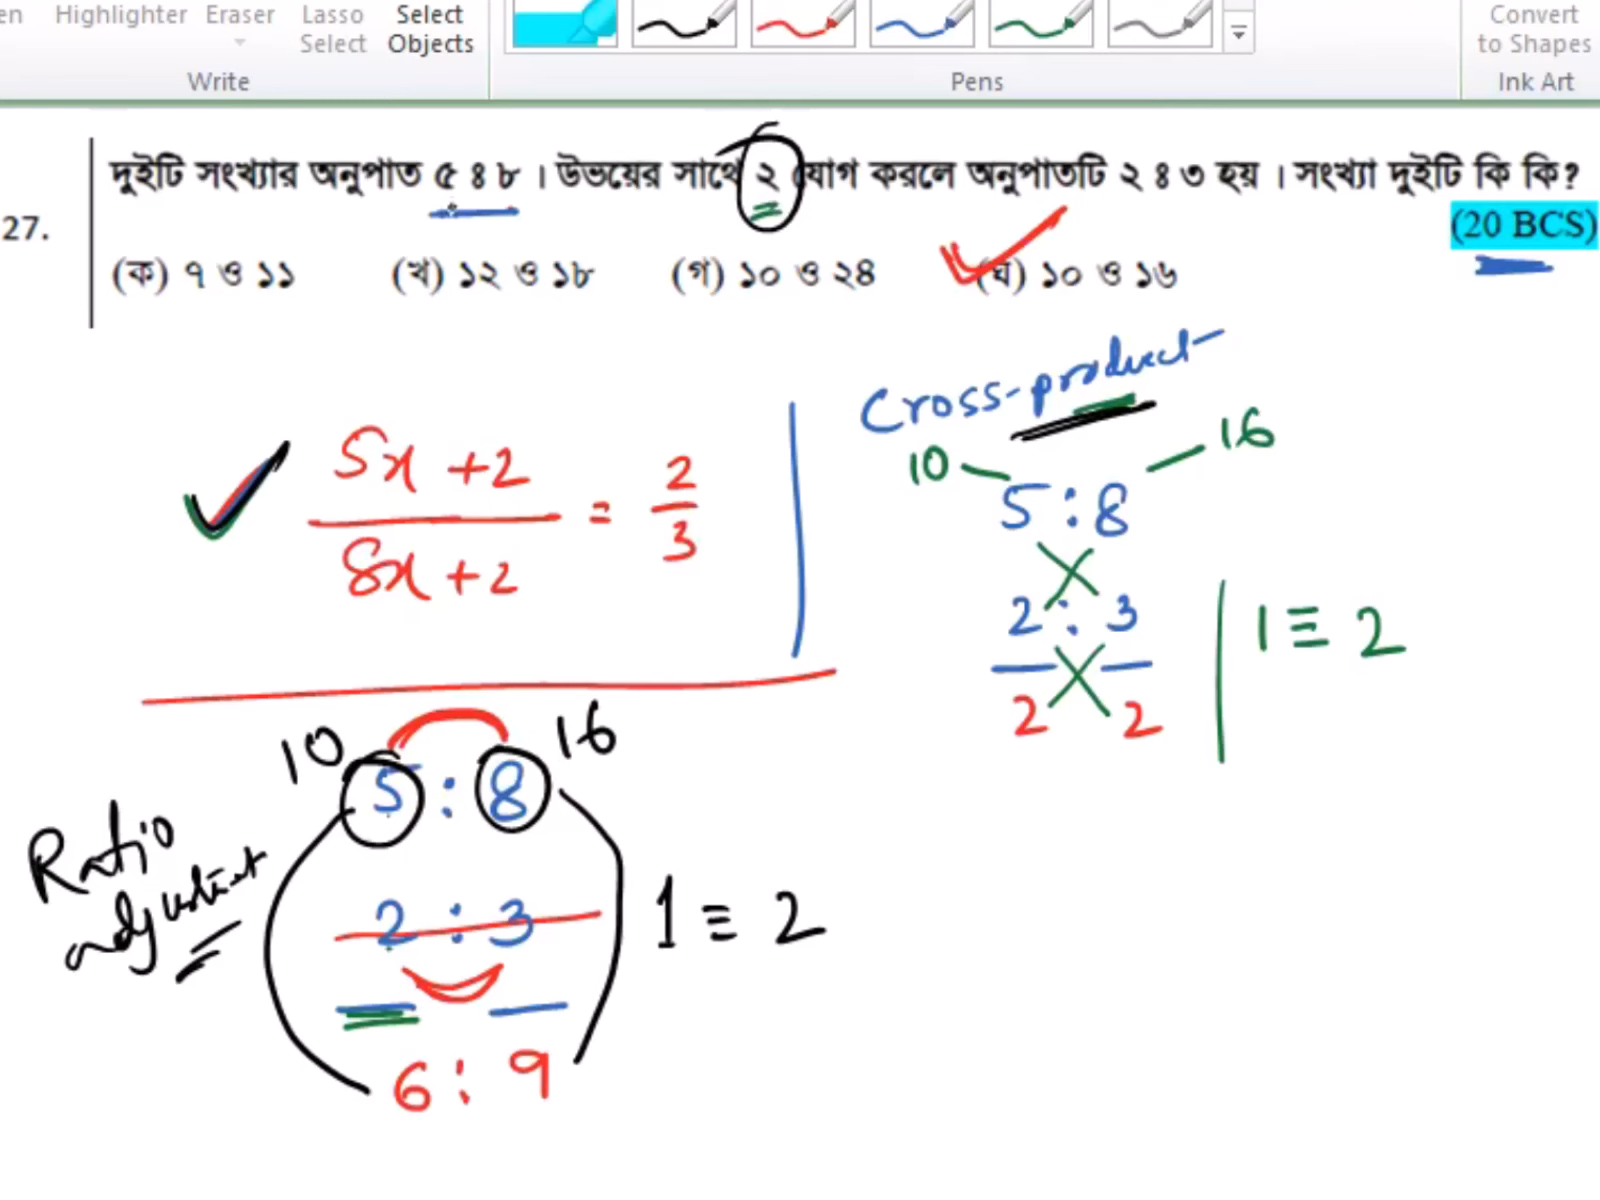 Highlighter Eraser Lasso Select Select Objects
Write
Pens
Convert to Shapes
Ink Art
27.
দুইটি সংখ্যার অনুপাত ৫ ঃ ৮ । উভয়ের সাথে ২ যোগ করলে অনুপাতটি ২ ঃ ৩ হয় । সংখ্যা দুইটি কি কি?
(20 BCS)
(ক) ৭ ও ১১ (খ) ১২ ও ১৮ (গ) ১০ ও ২৪ (ঘ) ১০ ও ১৬
5x + 2
8x + 2
= 2
3
Cross-product
10 16
5 : 8
2 : 3
2 2
1 ≡ 2
10 16
5 : 8
Ratio
2 : 3
1 ≡ 2
6 : 9